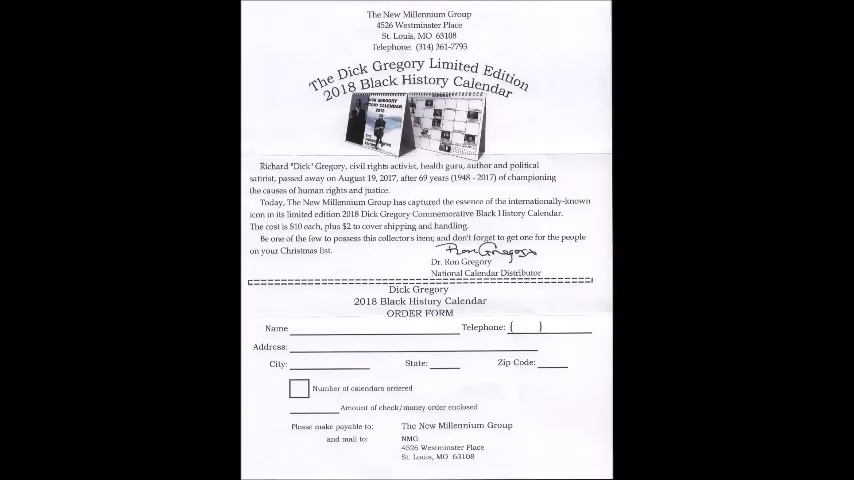 The New Millennium Group
4526 Westminster Place
St. Louis, MO 63108
Telephone: (314) 361-7793
The Dick Gregory Limited Edition
2018 Black History Calendar
DICK GREGORY
HISTORY CALENDAR
2018
Richard "Dick" Gregory, civil rights activist, health guru, author and political
satirist, passed away on August 19, 2017, after 69 years (1948 - 2017) of championing
the causes of human rights and justice.
Today, The New Millennium Group has captured the essence of the internationally-known
icon in its limited edition 2018 Dick Gregory Commemorative Black History Calendar.
The cost is $10 each, plus $2 to cover shipping and handling.
Be one of the few to possess this collector's item; and don't forget to get one for the people
on your Christmas list.
Ron Gregory
Dr. Ron Gregory
National Calendar Distributor
Dick Gregory
2018 Black History Calendar
ORDER FORM
Name Telephone: ( )
Address:
City: State: Zip Code:
Number of calendars ordered
Amount of check/money order enclosed
Please make payable to: The New Millennium Group
and mail to: NMG
4526 Westminster Place
St. Louis, MO 63108